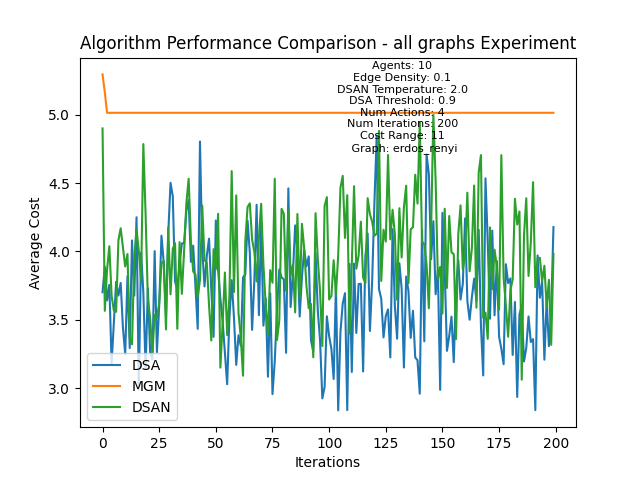 Algorithm Performance Comparison - all graphs Experiment
Agents: 10
Edge Density: 0.1
DSAN Temperature: 2.0
DSA Threshold: 0.9
Num Actions: 4
Num Iterations: 200
Cost Range: 11
Graph: erdos_renyi
Average Cost
5.0
4.5
4.0
3.5
3.0
DSA
MGM
DSAN
0
25
50
75
100
125
150
175
200
Iterations